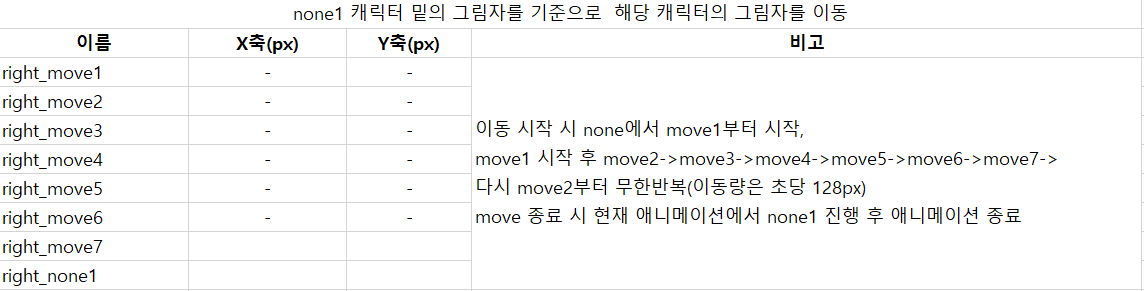 none1 캐릭터 밑의 그림자를 기준으로 해당 캐릭터의 그림자를 이동
이름 X축(px) Y축(px) 비고
right_move1 - -
right_move2 - -
right_move3 - -
right_move4 - -
right_move5 - -
right_move6 - -
right_move7
right_none1
이동 시작 시 none에서 move1부터 시작,
move1 시작 후 move2->move3->move4->move5->move6->move7->
다시 move2부터 무한반복(이동량은 초당 128px)
move 종료 시 현재 애니메이션에서 none1 진행 후 애니메이션 종료